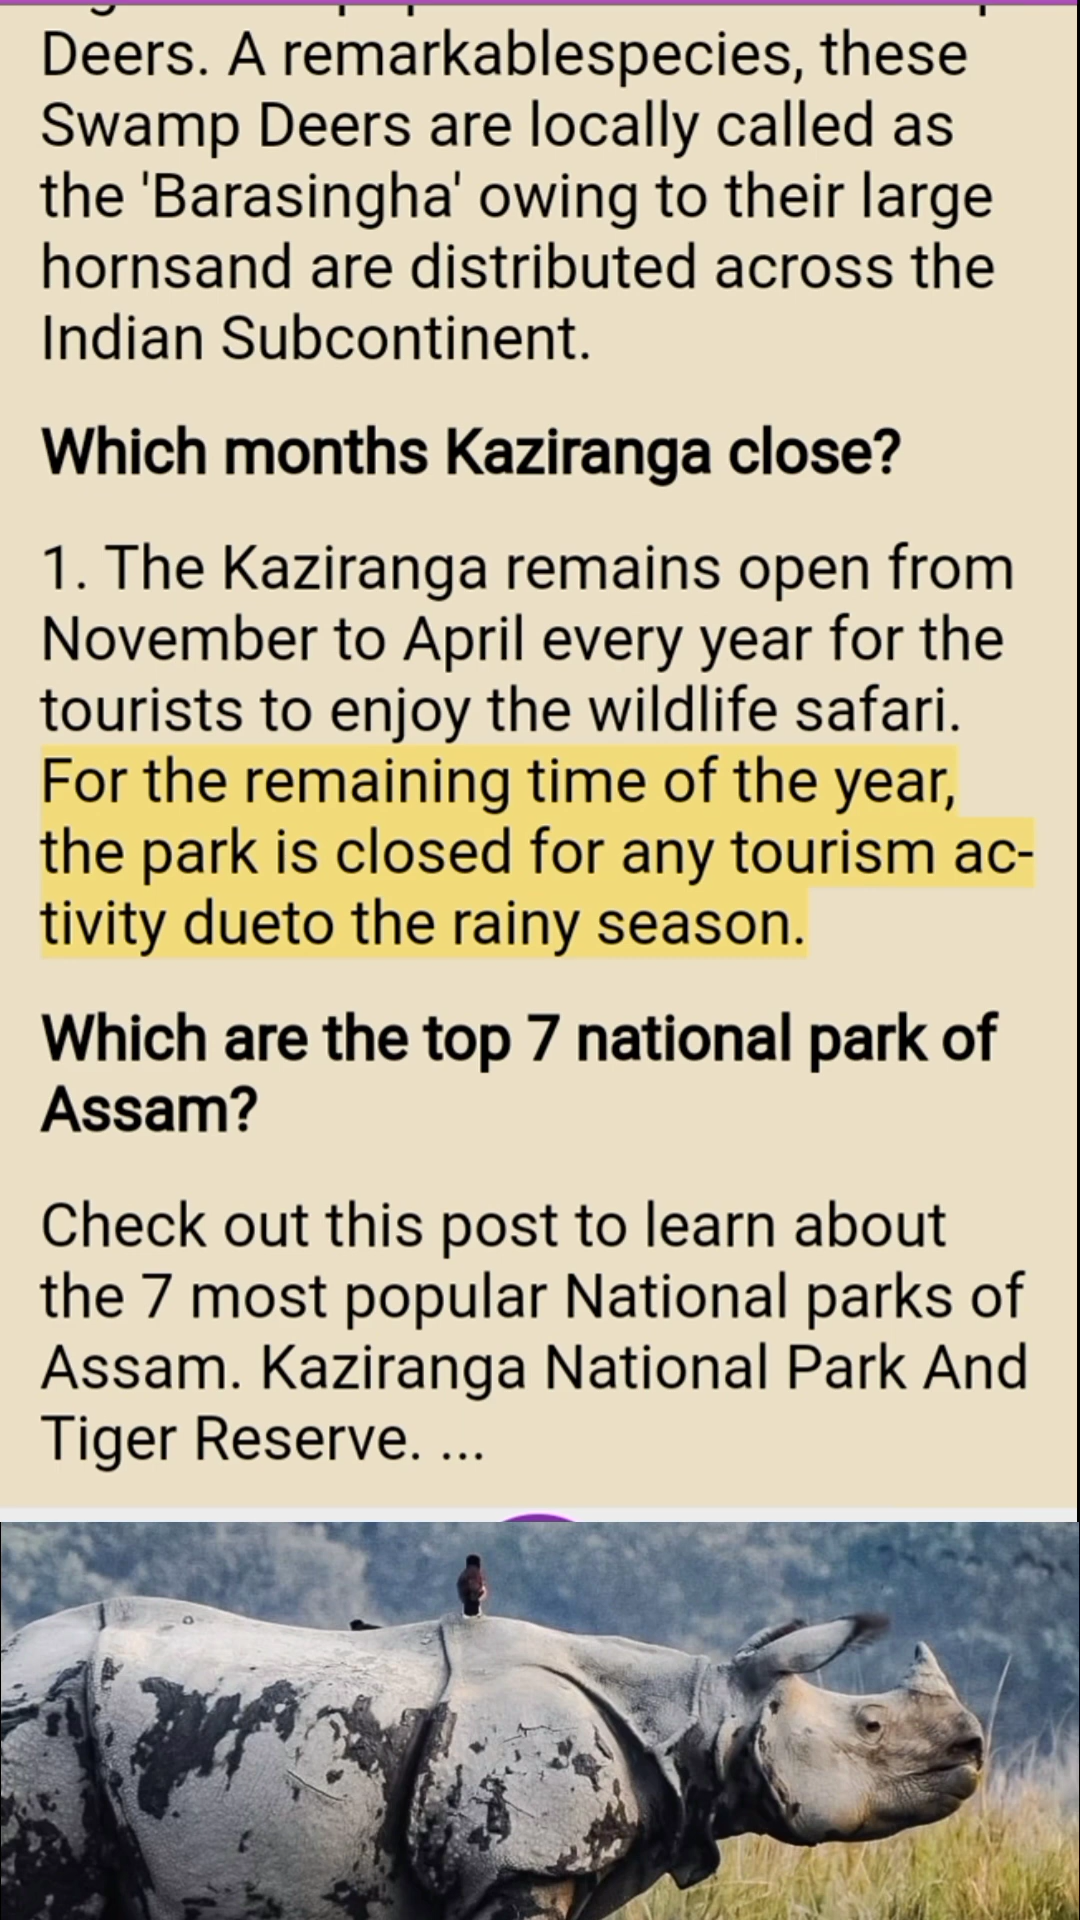 Deers. A remarkablespecies, these
Swamp Deers are locally called as
the 'Barasingha' owing to their large
hornsand are distributed across the
Indian Subcontinent.
Which months Kaziranga close?
1. The Kaziranga remains open from
November to April every year for the
tourists to enjoy the wildlife safari.
For the remaining time of the year,
the park is closed for any tourism ac-
tivity dueto the rainy season.
Which are the top 7 national park of
Assam?
Check out this post to learn about
the 7 most popular National parks of
Assam. Kaziranga National Park And
Tiger Reserve. ...